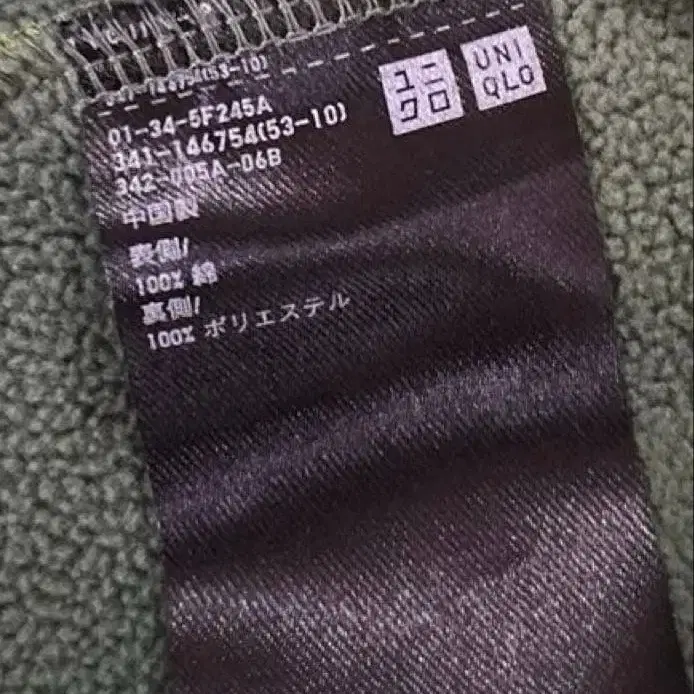 ユニ
クロ
UNI
QLO
01-34-5F245A
341-146754(53-10)
342-005A-06B
中国製
表側/
100% 綿
裏側/
100% ポリエステル